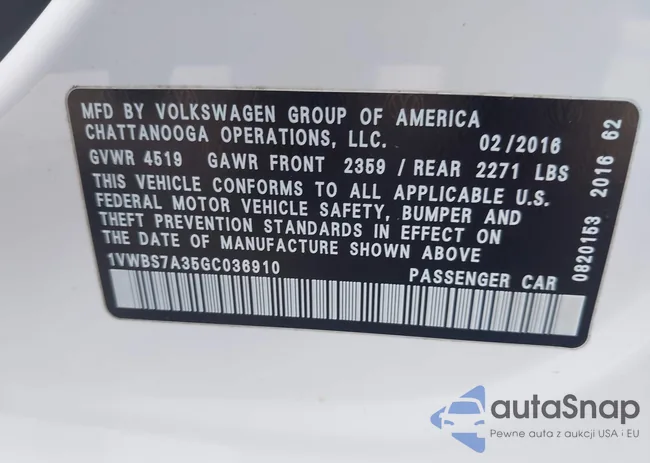 MFD BY VOLKSWAGEN GROUP OF AMERICA
CHATTANOOGA OPERATIONS, LLC. 02/2016
GVWR 4519 GAWR FRONT 2359 / REAR 2271 LBS
THIS VEHICLE CONFORMS TO ALL APPLICABLE U.S.
FEDERAL MOTOR VEHICLE SAFETY, BUMPER AND
THEFT PREVENTION STANDARDS IN EFFECT ON
THE DATE OF MANUFACTURE SHOWN ABOVE
1VWBS7A35GC036910 PASSENGER CAR
0820153 2016 62
autaSnap
Pewne auta z aukcji USA i EU